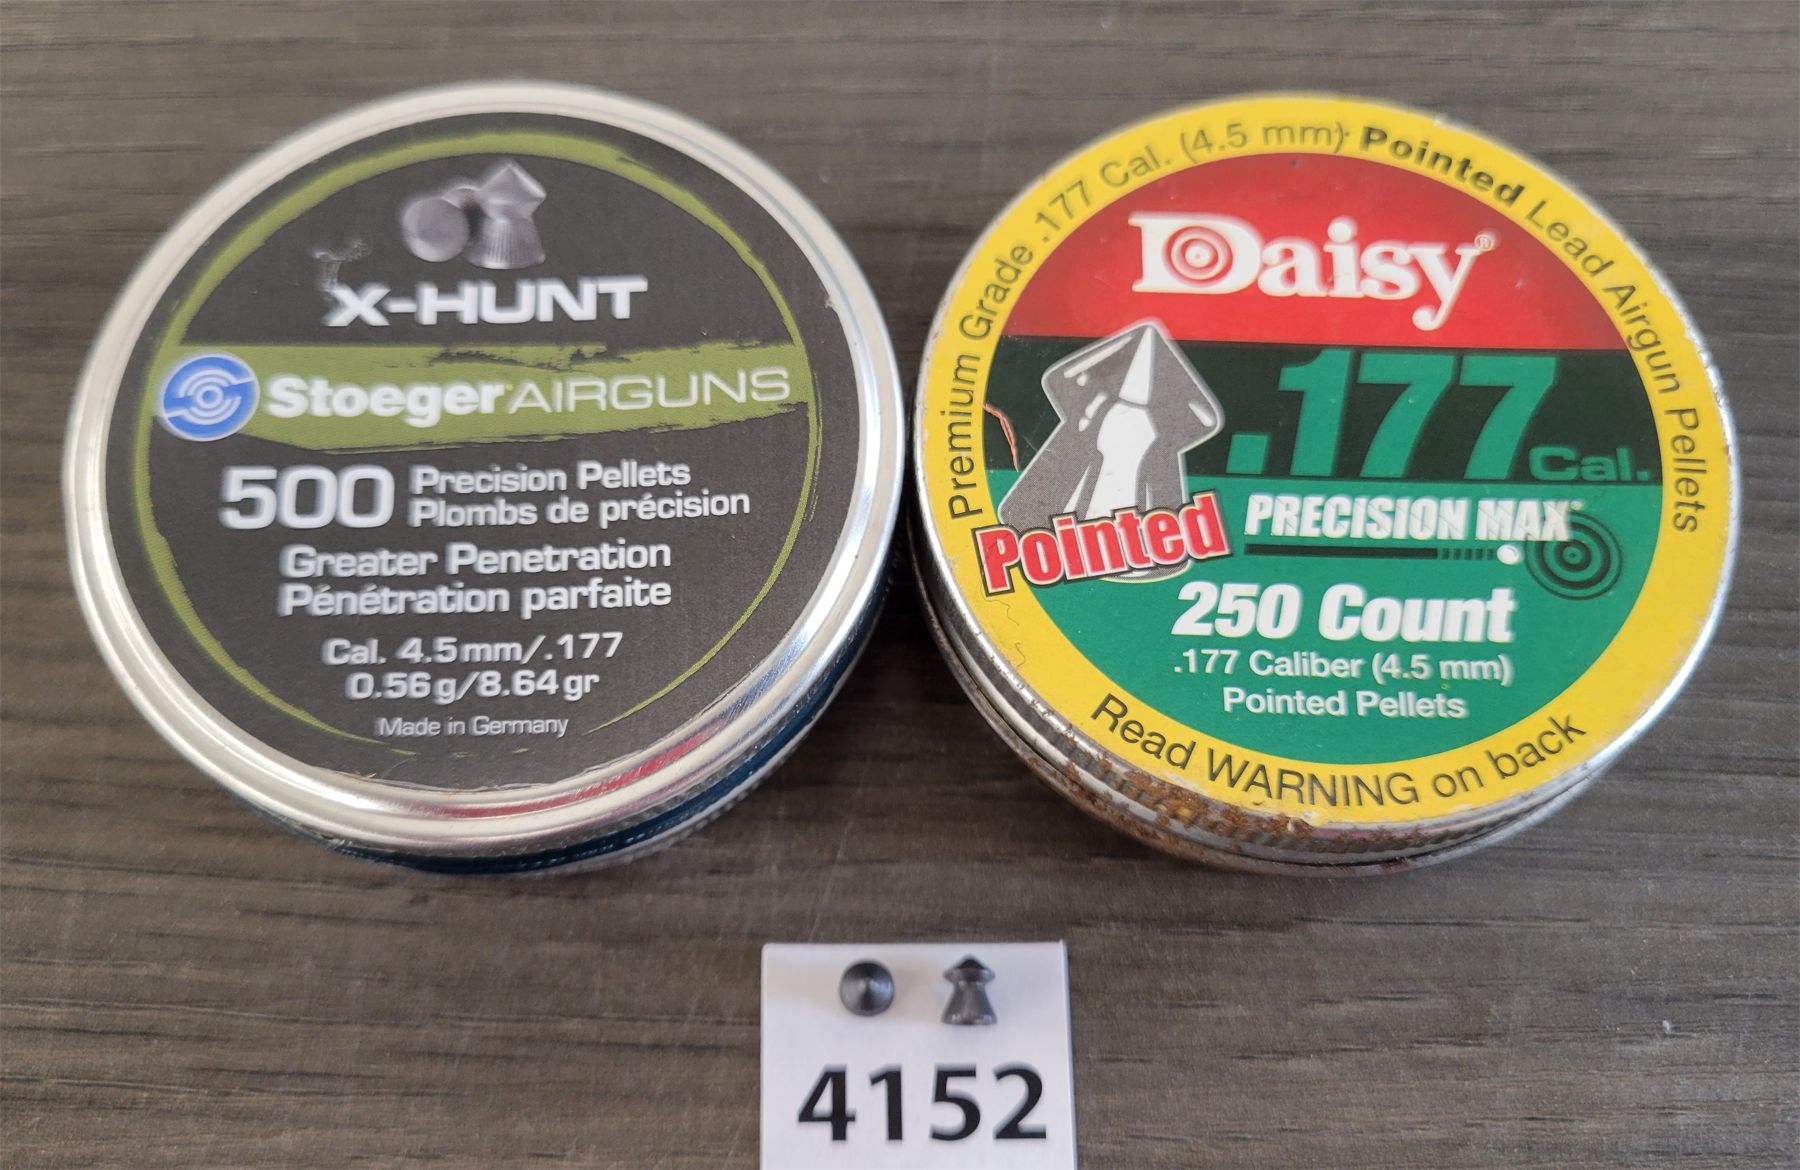 X-HUNT
Stoeger AIRGUNS
500 Precision Pellets
Plombs de précision
Greater Penetration
Pénétration parfaite
Cal. 4.5mm/.177
0.56g/8.64gr
Made in Germany
Premium Grade .177 Cal. (4.5 mm) Pointed Lead Airgun Pellets
Daisy®
.177 Cal.
Pointed
PRECISION MAX
250 Count
.177 Caliber (4.5 mm)
Pointed Pellets
Read WARNING on back
4152